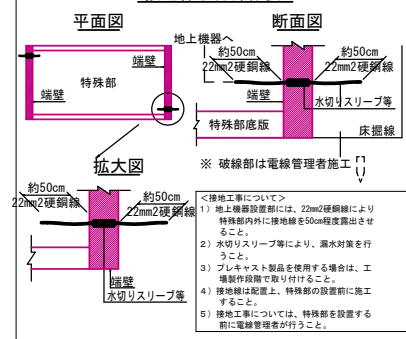 平面図
端壁
特殊部
端壁
断面図
地上機器へ
約50cm
約50cm
22mm2硬銅線
22mm2硬銅線
端壁
水切りスリーブ等
特殊部底版
床掘線
※ 破線部は電線管理者施工
拡大図
約50cm
約50cm
22mm2硬銅線
22mm2硬銅線
端壁
水切りスリーブ等
<接地工事について>
1) 地上機器設置部には、22mm2硬銅線により
特殊部内外に接地線を50cm程度露出させ
ること。
2) 水切りスリーブ等により、漏水対策を行
うこと。
3) プレキャスト製品を使用する場合は、工
場製作段階で取り付けること。
4) 接地線は配置上、特殊部の設置前に施工
すること。
5) 接地工事については、特殊部を設置する
前に電線管理者が行うこと。